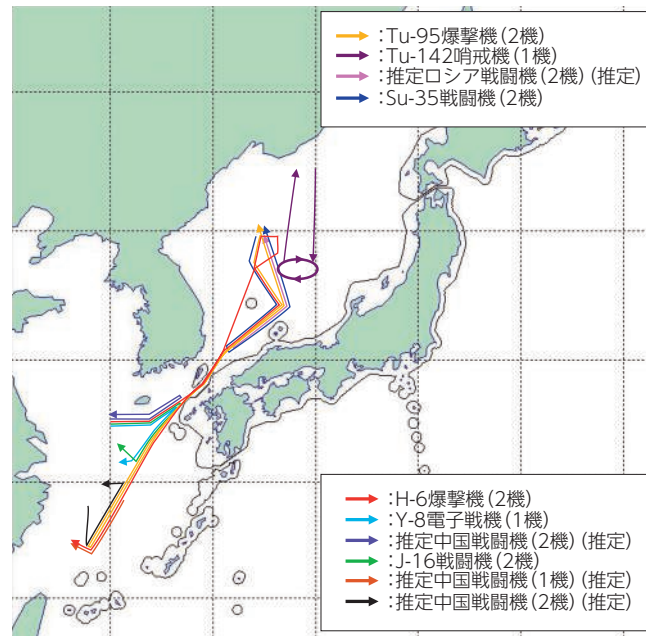 :Tu-95爆撃機(2機)
:Tu-142哨戒機(1機)
:推定ロシア戦闘機(2機)(推定)
:Su-35戦闘機(2機)
:H-6爆撃機(2機)
:Y-8電子戦機(1機)
:推定中国戦闘機(2機)(推定)
:J-16戦闘機(2機)
:推定中国戦闘機(1機)(推定)
:推定中国戦闘機(2機)(推定)